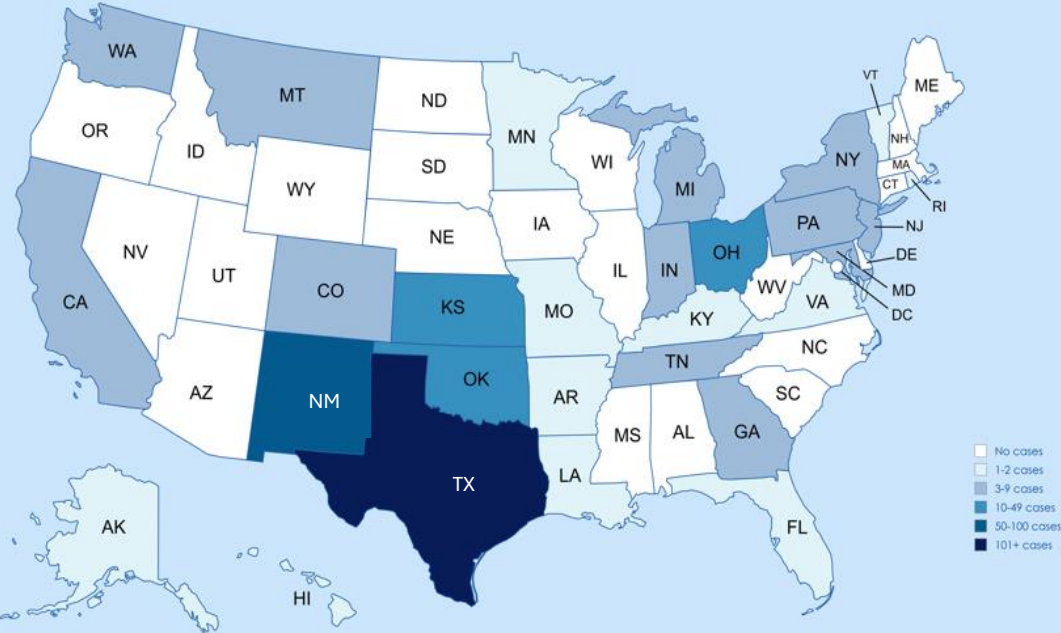 WA
MT
ND
MN
VT
ME
OR
ID
SD
WI
NH
NY
MA
WY
MI
CT
RI
IA
NE
PA
NJ
NV
UT
IL
IN
OH
DE
CO
WV
MD
CA
KS
MO
VA
DC
KY
NC
TN
AZ
NM
OK
AR
SC
MS
AL
GA
TX
LA
AK
FL
HI
No cases
1-2 cases
3-9 cases
10-49 cases
50-100 cases
101+ cases